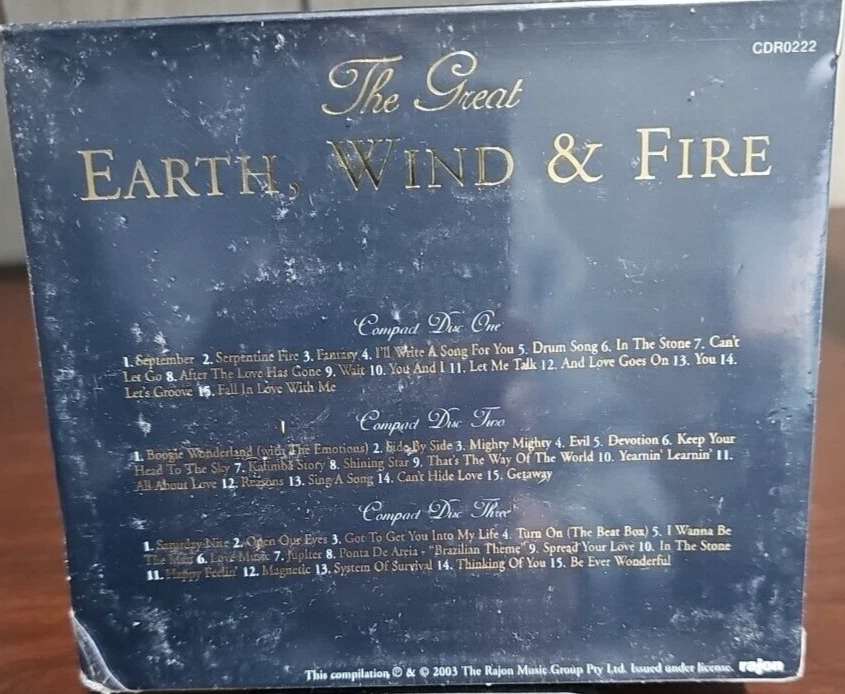 CDR0222
The Great
EARTH, WIND & FIRE
Compact Disc One
1. September 2. Serpentine Fire 3. Fantasy 4. I'll Write A Song For You 5. Drum Song 6. In The Stone 7. Can't
Let Go 8. After The Love Has Gone 9. Wait 10. You And I 11. Let Me Talk 12. And Love Goes On 13. You 14.
Let's Groove 15. Fall In Love With Me
Compact Disc Two
1. Boogie Wonderland (with The Emotions) 2. Side By Side 3. Mighty Mighty 4. Evil 5. Devotion 6. Keep Your
Head To The Sky 7. Kalimba Story 8. Shining Star 9. That's The Way Of The World 10. Yearnin' Learnin' 11.
All About Love 12. Reasons 13. Sing A Song 14. Can't Hide Love 15. Getaway
Compact Disc Three
1. Saturday Nite 2. Open Our Eyes 3. Got To Get You Into My Life 4. Turn On (The Beat Box) 5. I Wanna Be
The Man 6. Love Music 7. Jupiter 8. Ponta De Areia - "Brazilian Theme" 9. Spread Your Love 10. In The Stone
11. Happy Feelin' 12. Magnetic 13. System Of Survival 14. Thinking Of You 15. Be Ever Wonderful
This compilation ℗ & © 2003 The Rajon Music Group Pty Ltd. Issued under license. rajon